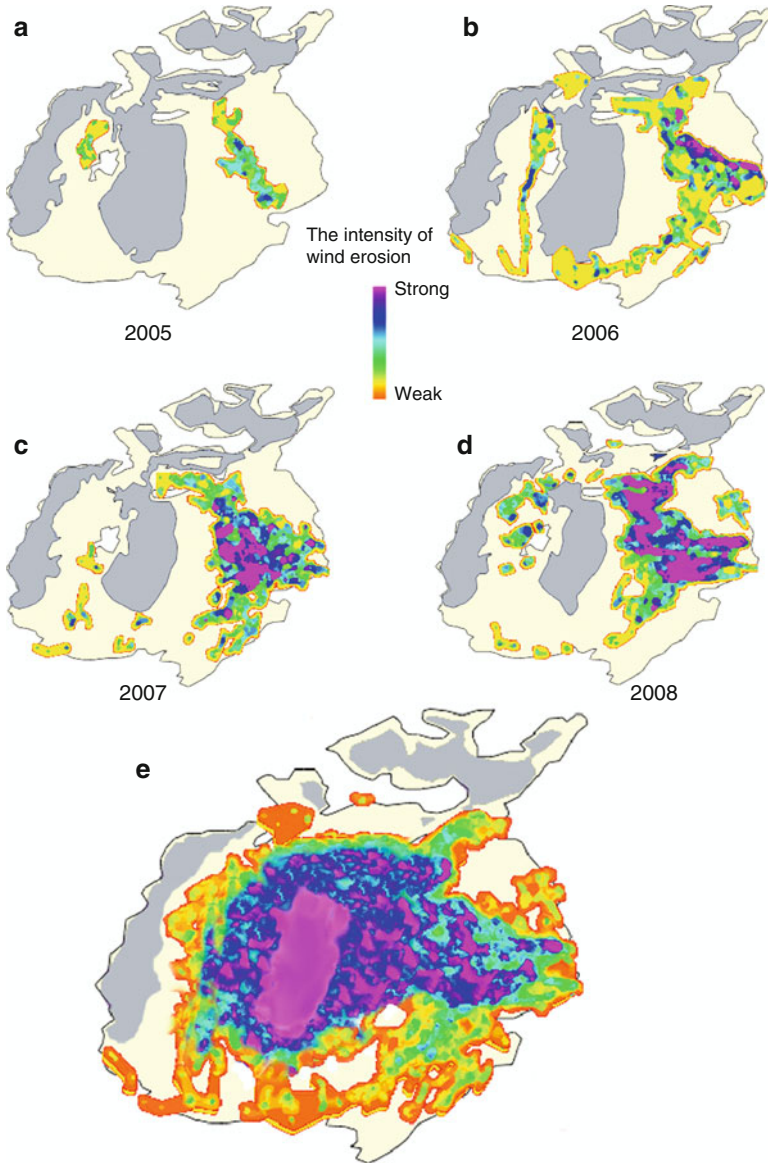 a
b
The intensity of
wind erosion
Strong
Weak
2005
2006
c
d
2007
2008
e